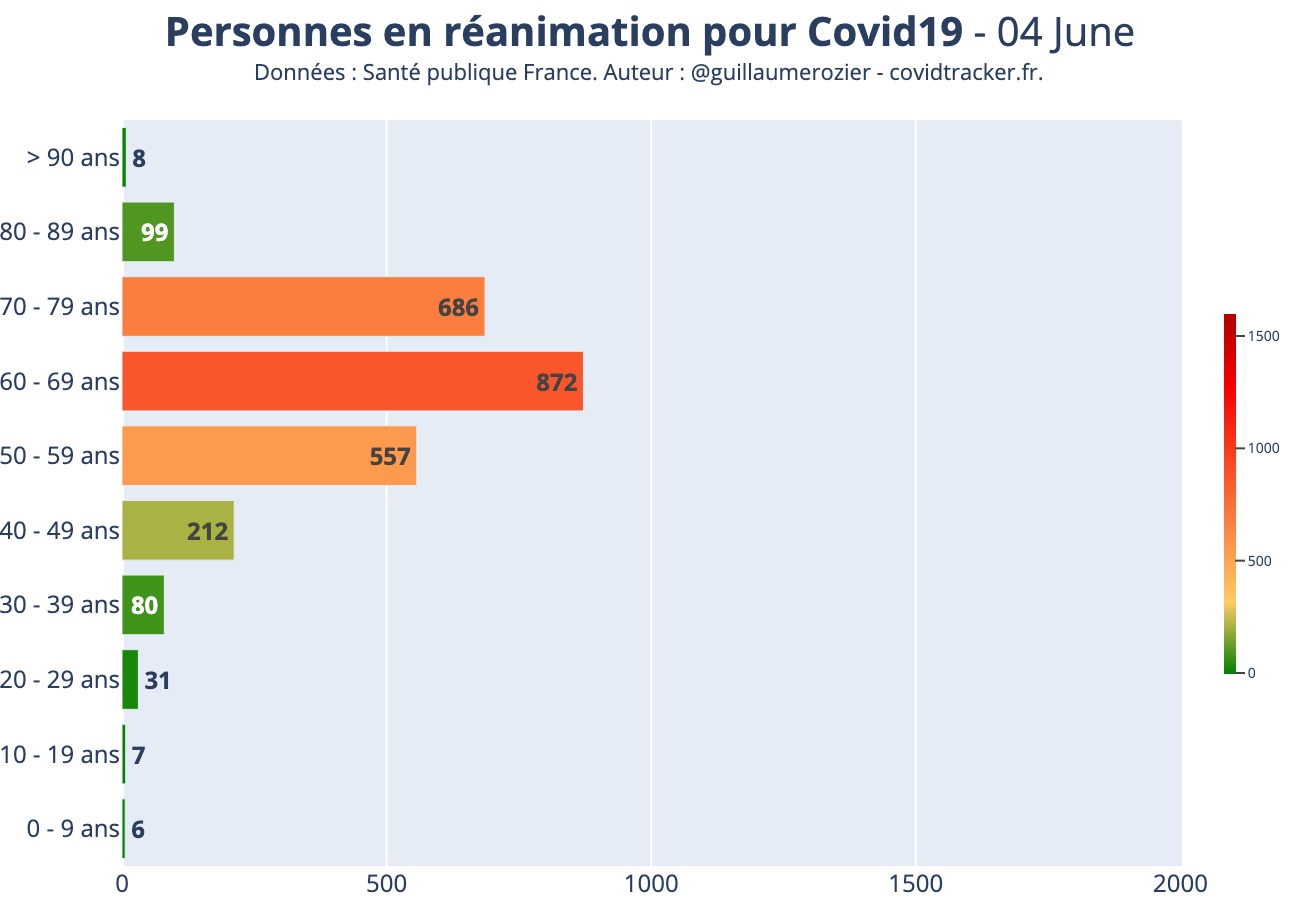 Personnes en réanimation pour Covid19 - 04 June
Données : Santé publique France. Auteur : @guillaumerozier - covidtracker.fr.
> 90 ans 8
80 - 89 ans 99
70 - 79 ans 686
60 - 69 ans 872
50 - 59 ans 557
40 - 49 ans 212
30 - 39 ans 80
20 - 29 ans 31
10 - 19 ans 7
0 - 9 ans 6
0 500 1000 1500 2000
1500
1000
500
0